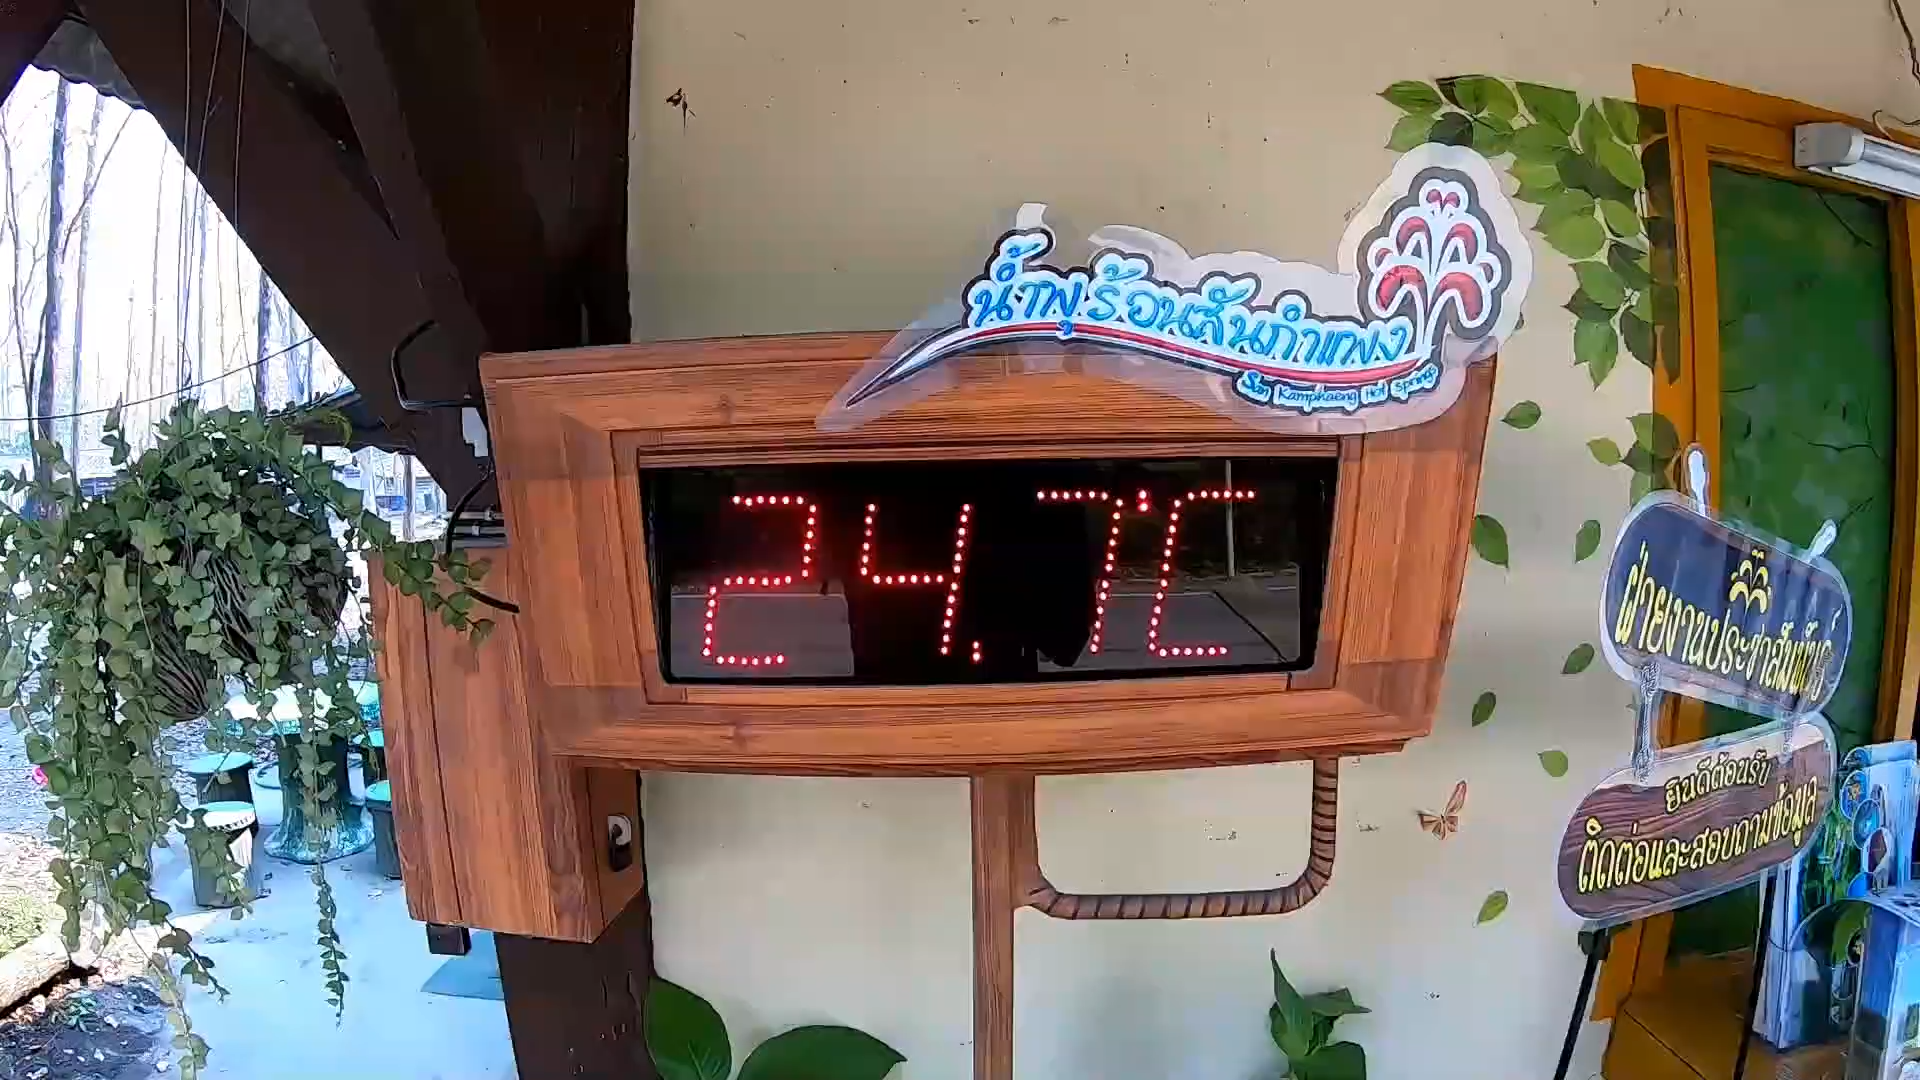 น้ำพุร้อนสันกำแพง
San Kamphaeng Hot Springs
24.7°C
ฝ่ายงานประชาสัมพันธ์
ยินดีต้อนรับ
ติดต่อและสอบถามข้อมูล